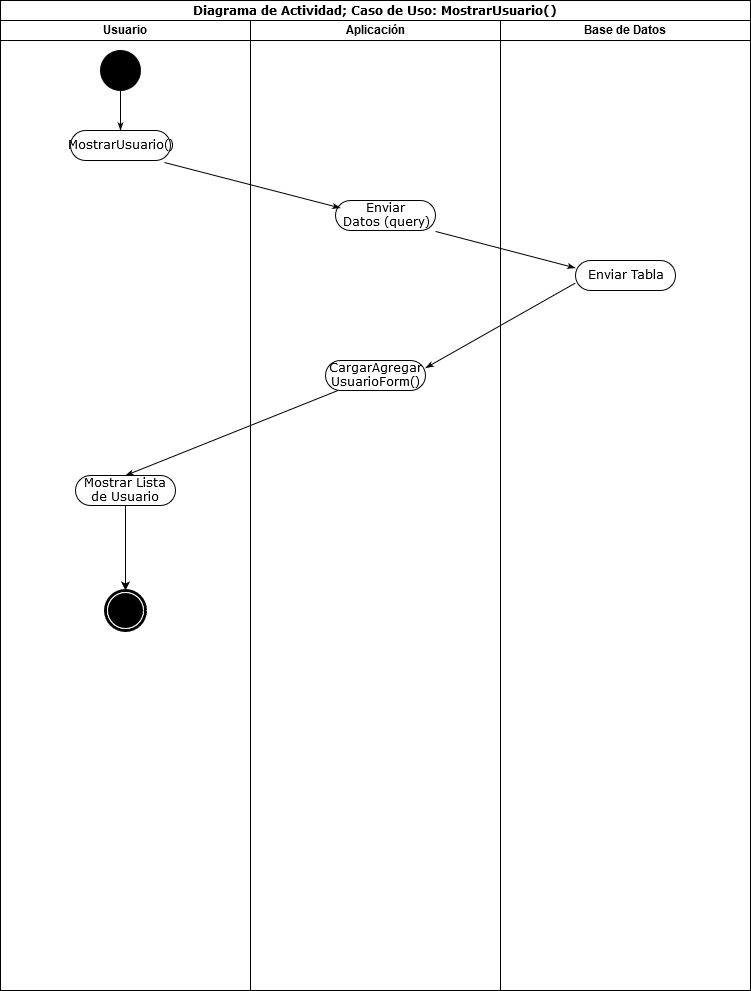 Diagrama de Actividad; Caso de Uso: MostrarUsuario()
Usuario
Aplicación
Base de Datos
MostrarUsuario()
Enviar
Datos (query)
Enviar Tabla
CargarAgregar
UsuarioForm()
Mostrar Lista
de Usuario